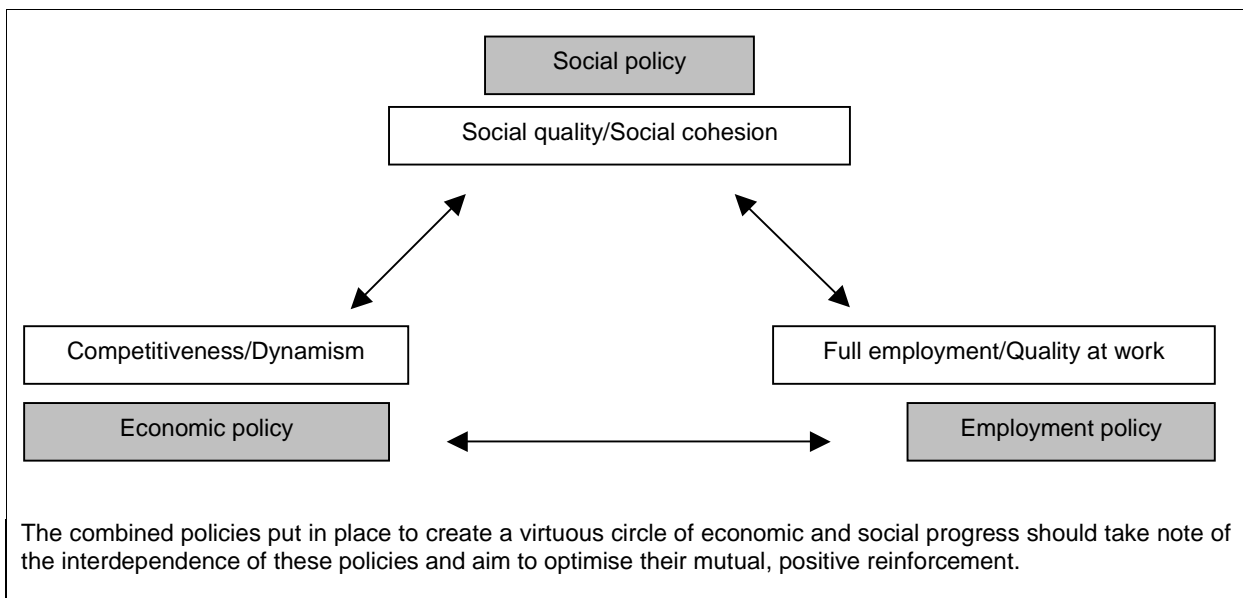 Social policy
Social quality/Social cohesion
Competitiveness/Dynamism
Full employment/Quality at work
Economic policy
Employment policy
The combined policies put in place to create a virtuous circle of economic and social progress should take note of
the interdependence of these policies and aim to optimise their mutual, positive reinforcement.